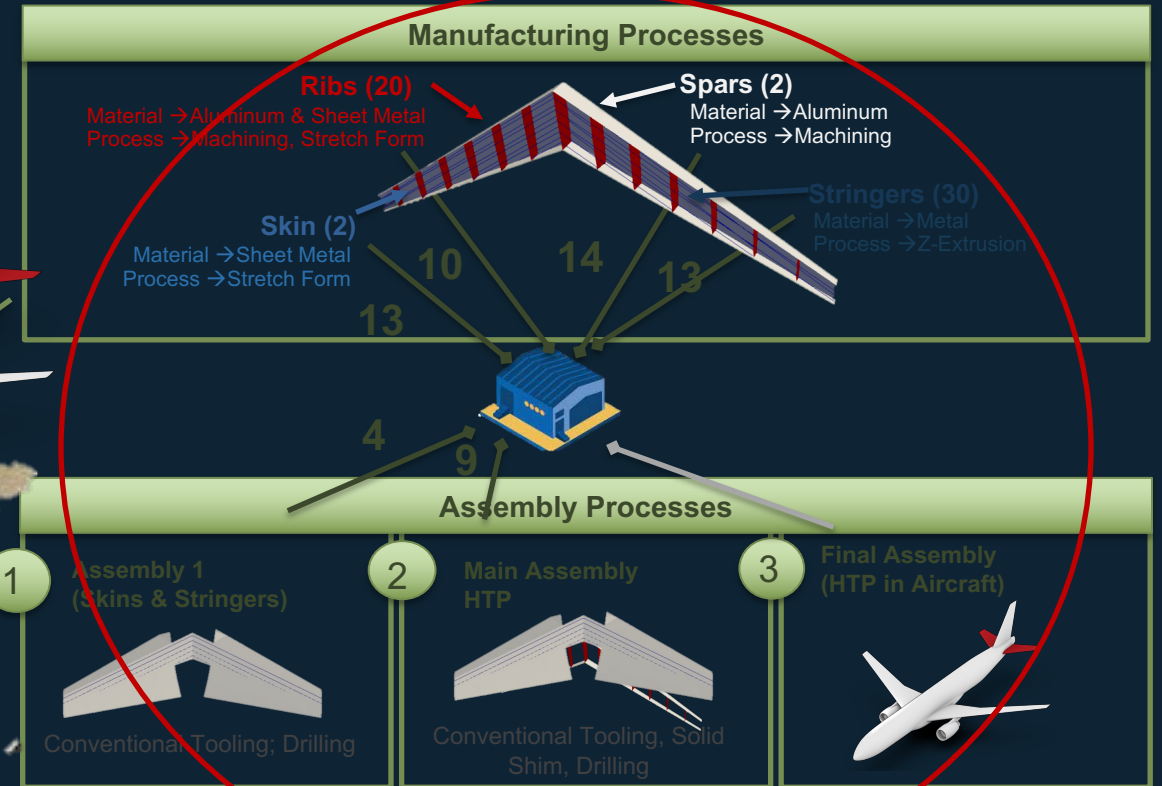 Manufacturing Processes
Ribs (20)
Material →Aluminum & Sheet Metal
Process →Machining, Stretch Form
Spars (2)
Material →Aluminum
Process →Machining
Skin (2)
Material →Sheet Metal
Process →Stretch Form
Stringers (30)
Material →Metal
Process →Z-Extrusion
10
14
13
13
4
9
Assembly Processes
1
Assembly 1
(Skins & Stringers)
Conventional Tooling; Drilling
2
Main Assembly
HTP
Conventional Tooling, Solid
Shim, Drilling
3
Final Assembly
(HTP in Aircraft)